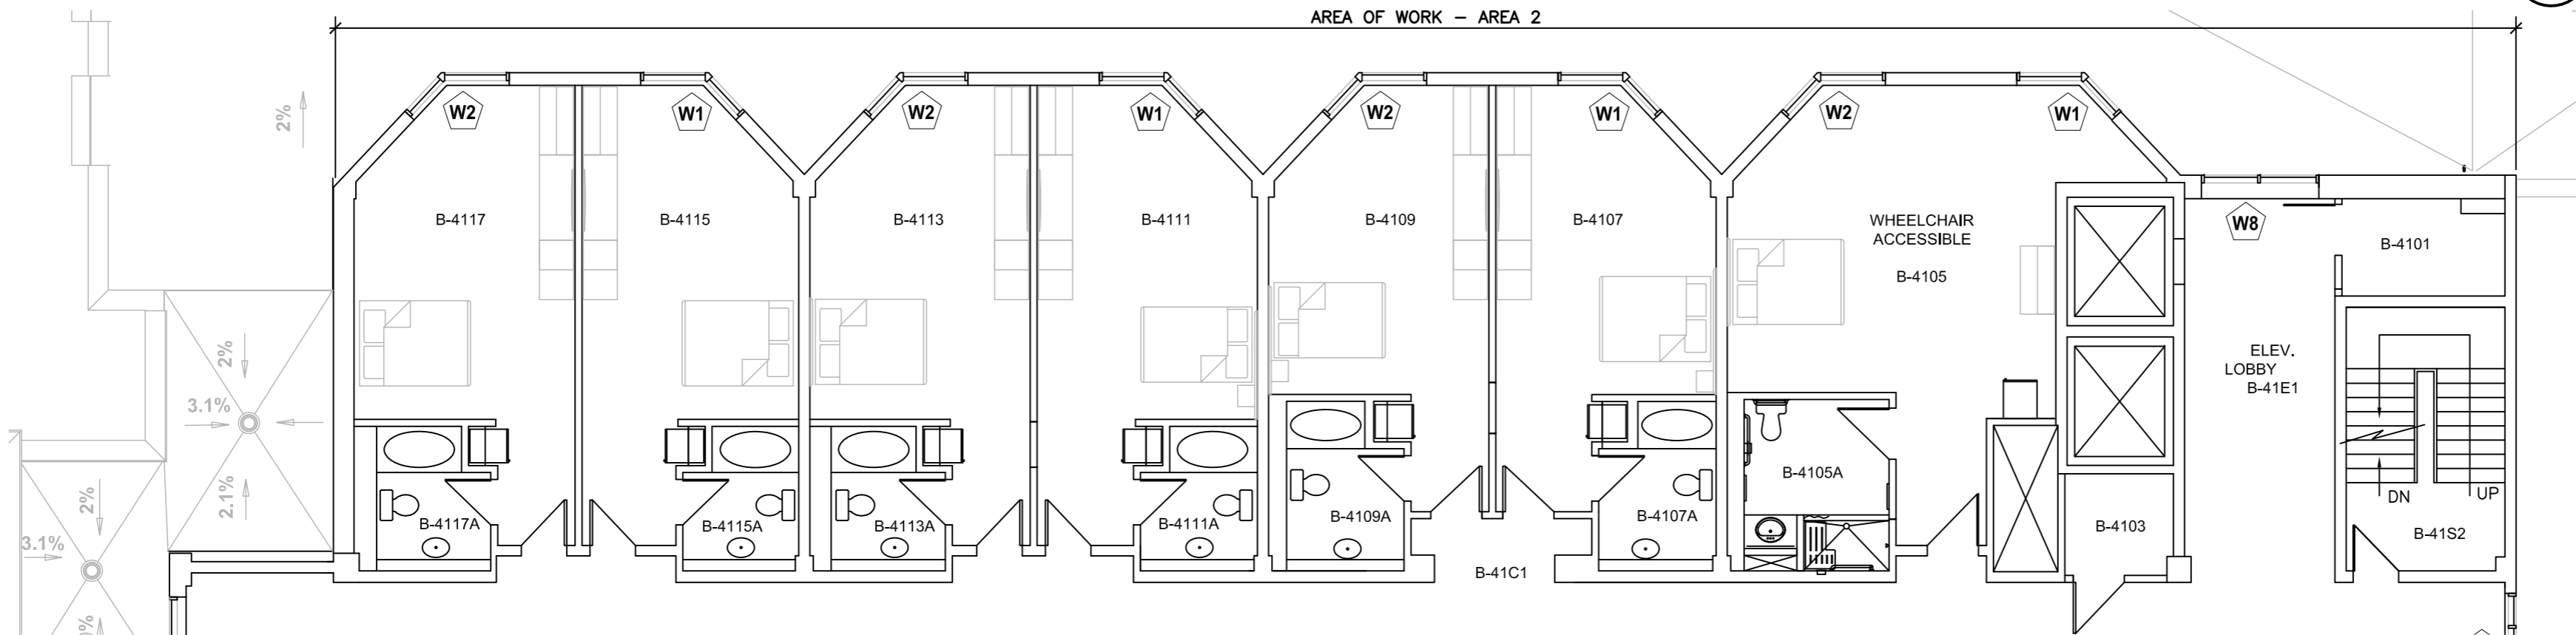 AREA OF WORK – AREA 2
2%
W2
W1
W2
W1
W2
W1
W2
W1
B-4117
B-4115
B-4113
B-4111
B-4109
B-4107
WHEELCHAIR
ACCESSIBLE
B-4105
W8
B-4101
2%
3.1%
2.1%
ELEV.
LOBBY
B-41E1
2%
3.1%
B-4117A
B-4115A
B-4113A
B-4111A
B-4109A
B-4107A
B-4105A
B-4103
DN
UP
B-41S2
B-41C1